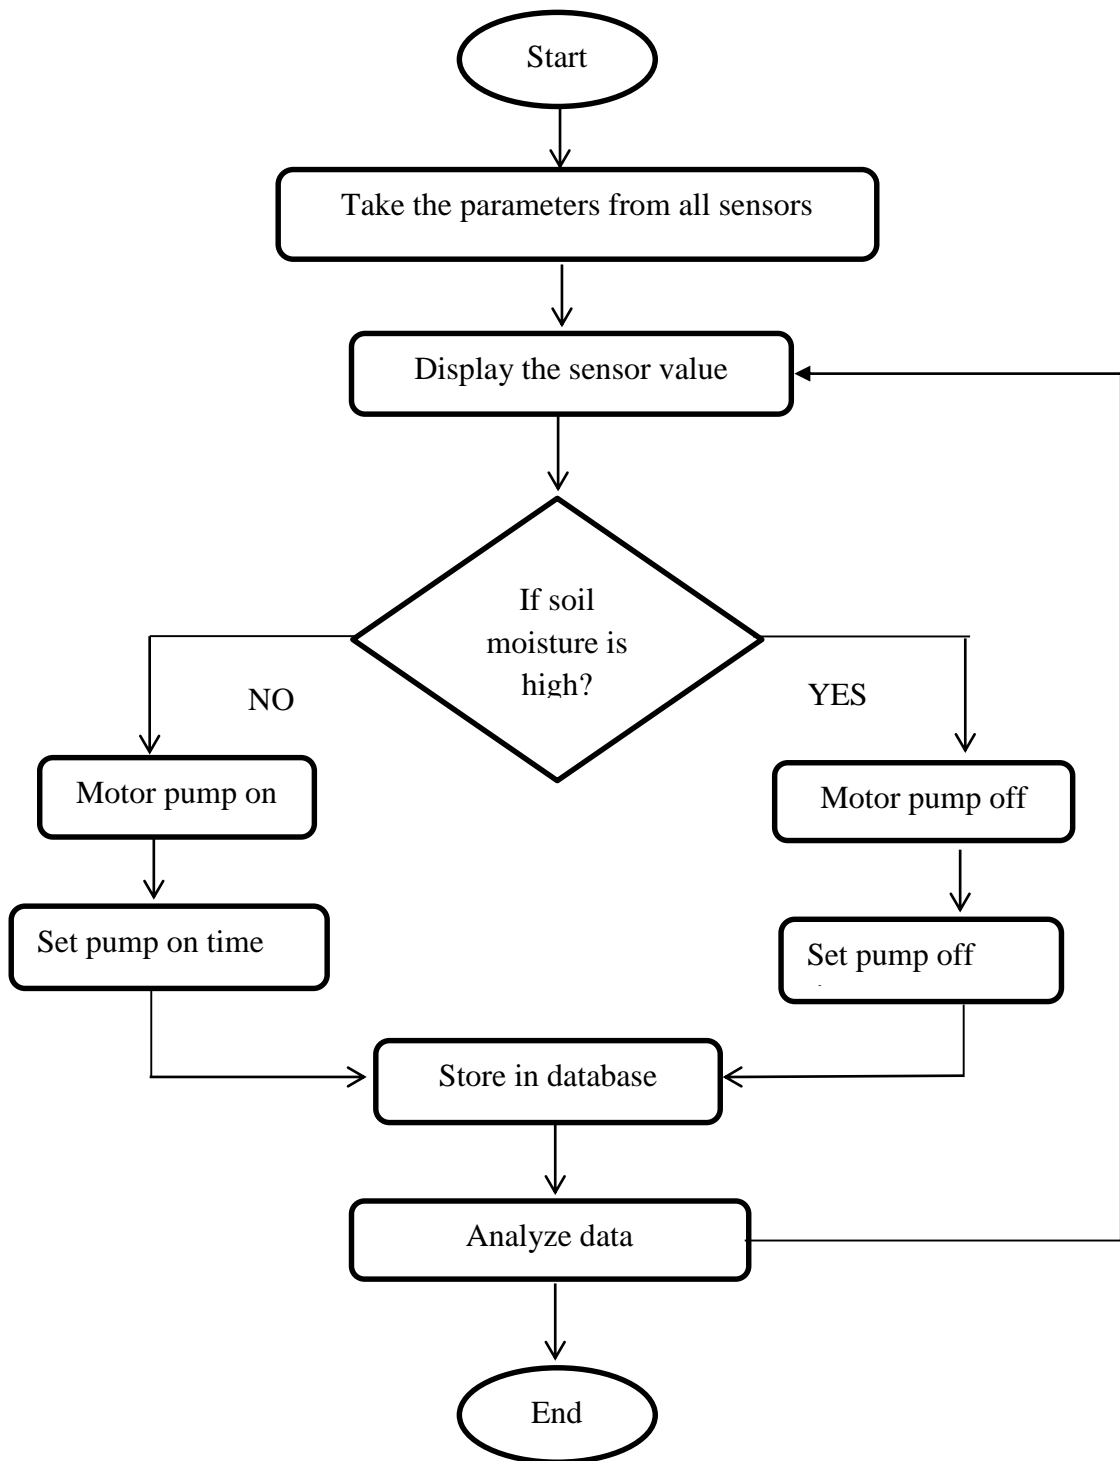 Start
Take the parameters from all sensors
Display the sensor value
If soil
moisture is
high?
NO
YES
Motor pump on
Motor pump off
Set pump on time
Set pump off
Store in database
Analyze data
End